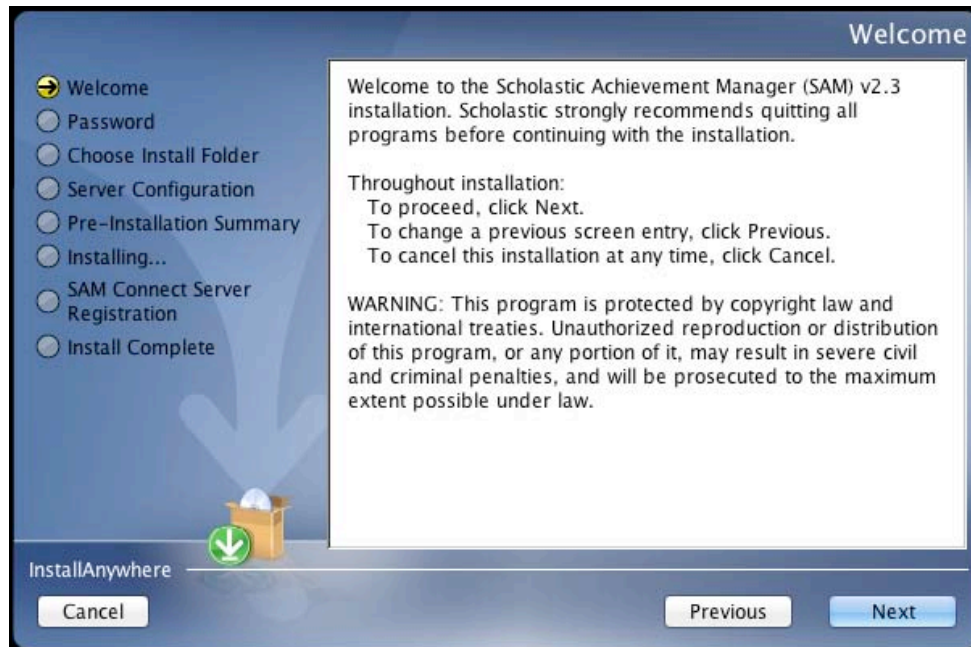 Welcome
Welcome
Password
Choose Install Folder
Server Configuration
Pre-Installation Summary
Installing...
SAM Connect Server
Registration
Install Complete
Welcome to the Scholastic Achievement Manager (SAM) v2.3
installation. Scholastic strongly recommends quitting all
programs before continuing with the installation.
Throughout installation:
To proceed, click Next.
To change a previous screen entry, click Previous.
To cancel this installation at any time, click Cancel.
WARNING: This program is protected by copyright law and
international treaties. Unauthorized reproduction or distribution
of this program, or any portion of it, may result in severe civil
and criminal penalties, and will be prosecuted to the maximum
extent possible under law.
InstallAnywhere
Cancel
Previous
Next